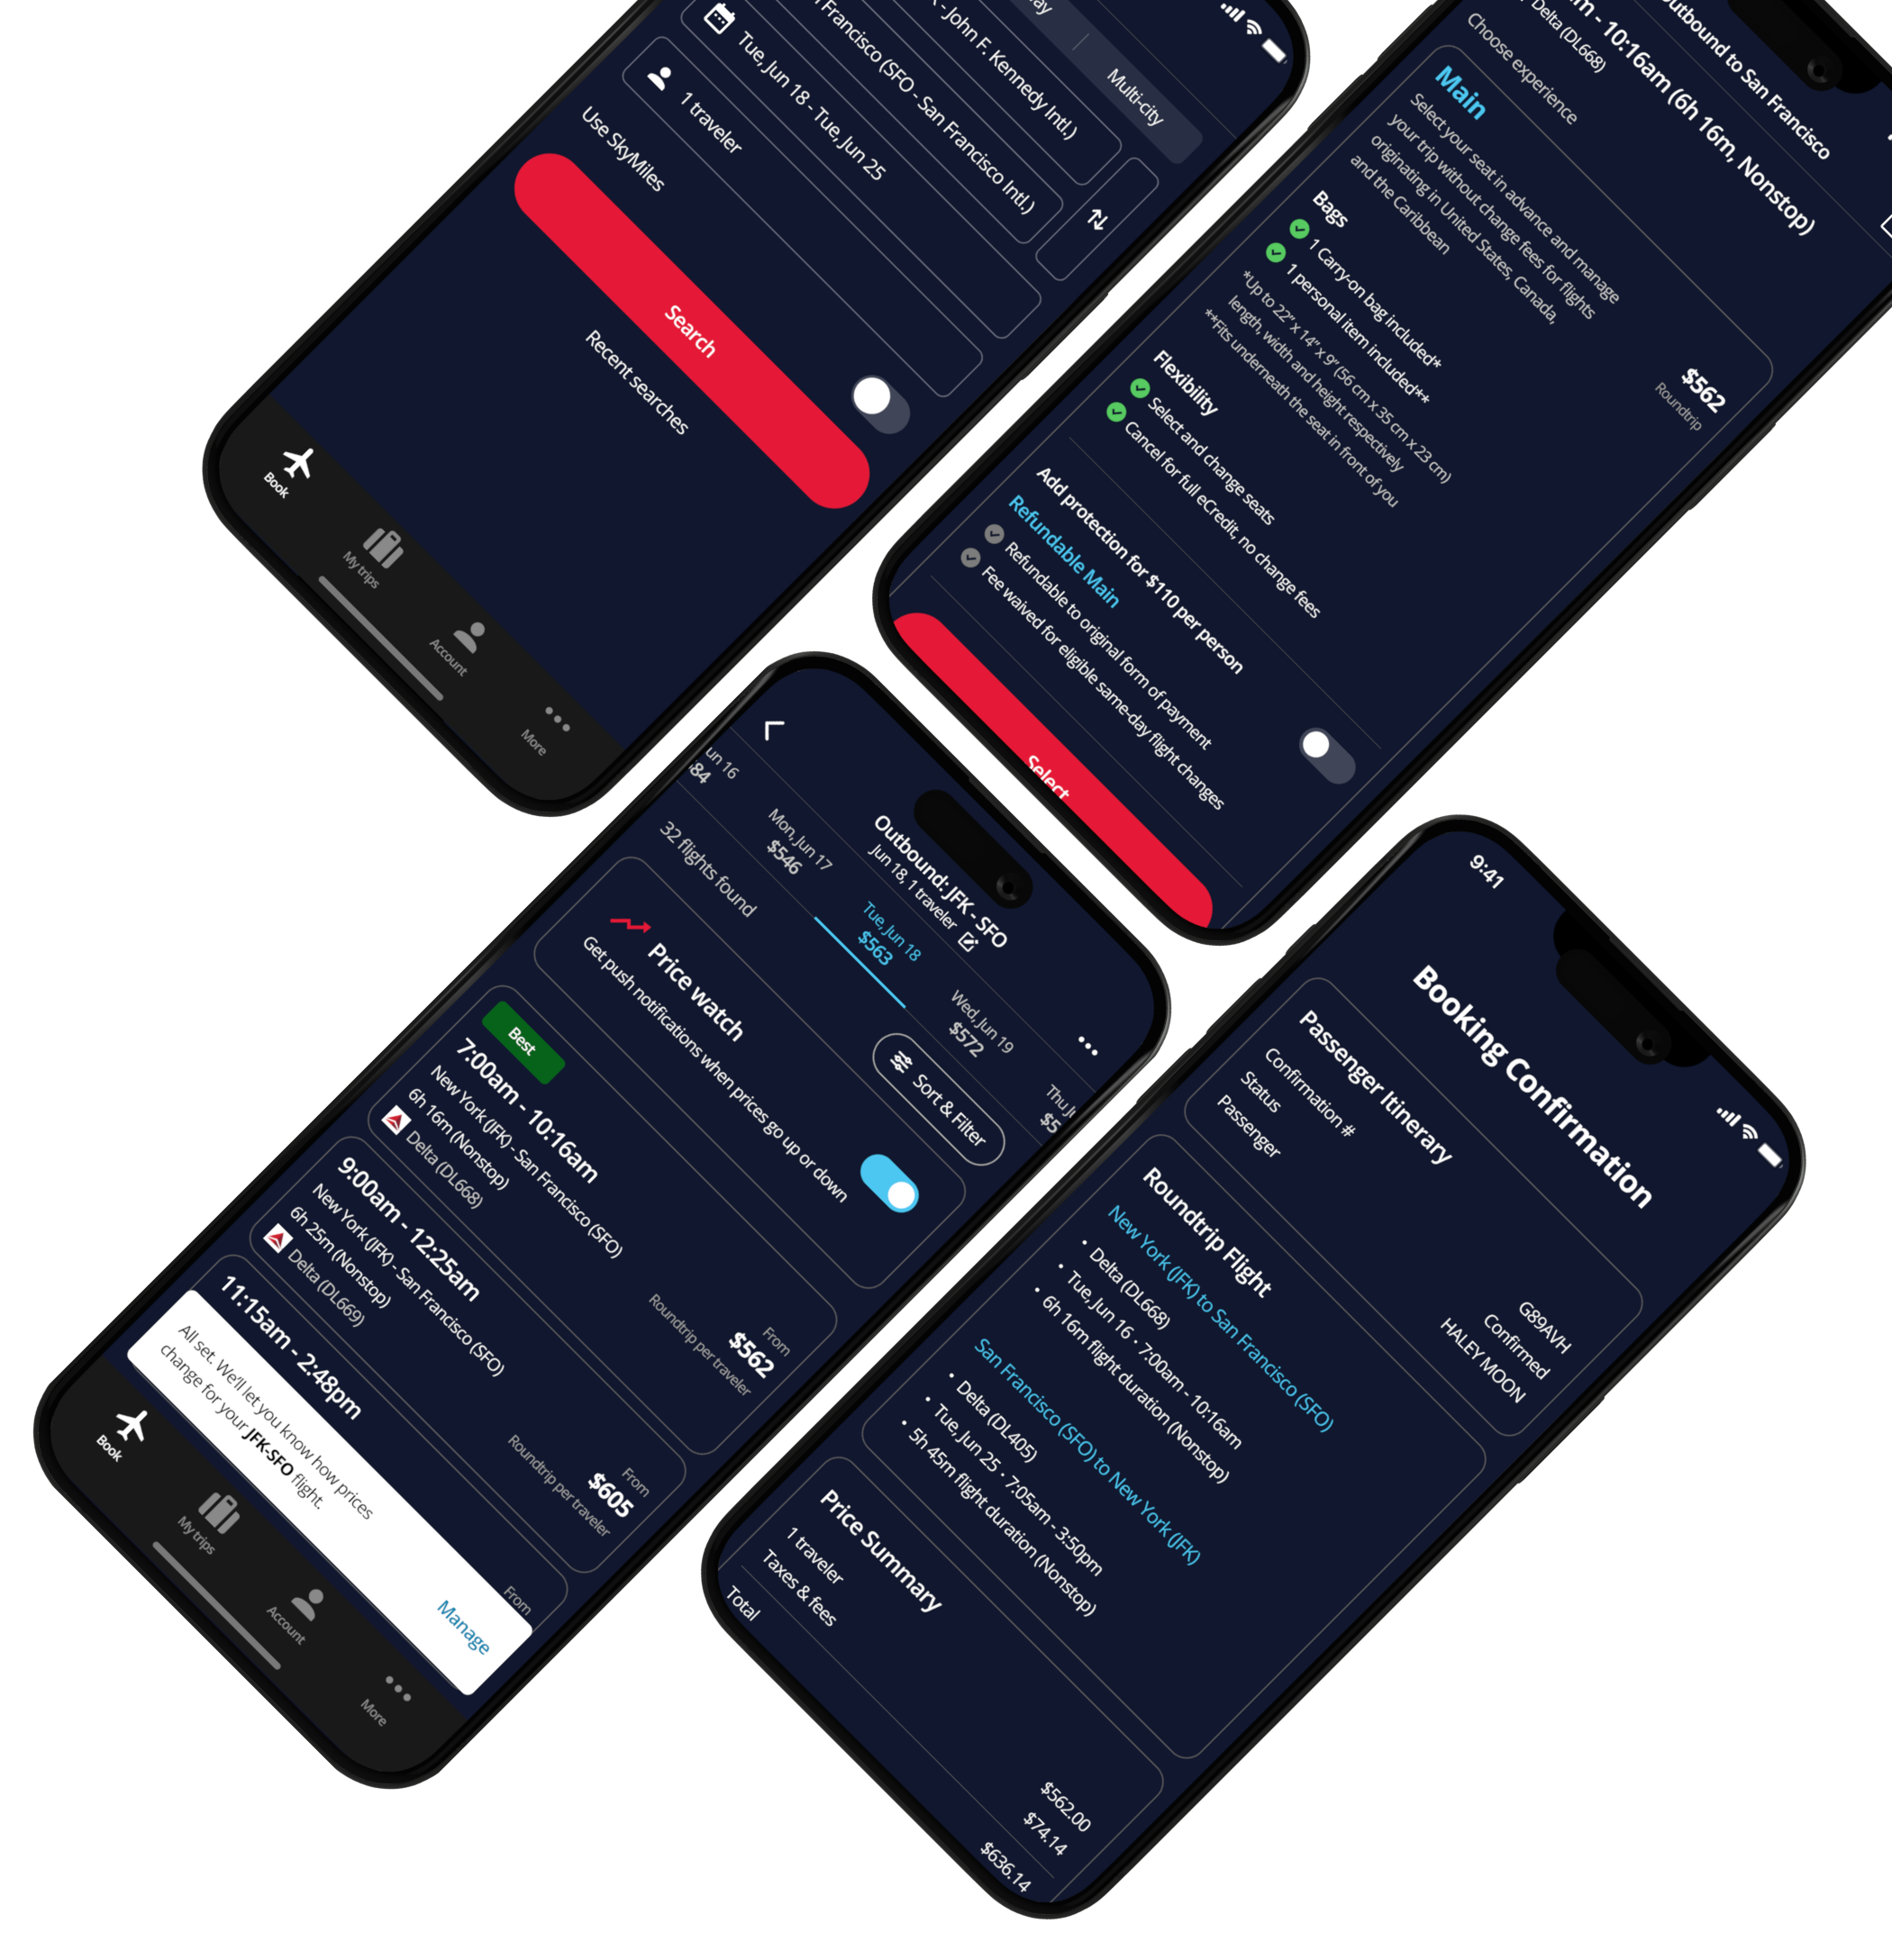 Multi-city
- John F. Kennedy Intl.)
Francisco (SFO - San Francisco Intl.)
Tue, Jun 18 - Tue, Jun 25
1 traveler
Use SkyMiles
Search
Recent searches
Book
My trips
Account
More
Outbound to San Francisco
- 10:16am (6h 16m, Nonstop)
Delta (DL668)
Choose experience
Main
Select your seat in advance and manage
your trip without change fees for flights
originating in United States, Canada,
and the Caribbean
$562
Roundtrip
Bags
1 Carry-on bag included*
1 personal item included**
*Up to 22” x 14” x 9” (56 cm x 35 cm x 23 cm)
length, width and height respectively
**Fits underneath the seat in front of you
Flexibility
Select and change seats
Cancel for full eCredit, no change fees
Add protection for $110 per person
Refundable Main
Refundable to original form of payment
Fee waived for eligible same-day flight changes
Select
Outbound: JFK - SFO
Jun 18, 1 traveler
un 16
84
Mon, Jun 17
$546
Tue, Jun 18
$563
Wed, Jun 19
$572
Thu,
$5
32 flights found
Sort & Filter
Price watch
Get push notifications when prices go up or down
Best
7:00am - 10:16am
New York (JFK) - San Francisco (SFO)
6h 16m (Nonstop)
Delta (DL668)
From
$562
Roundtrip per traveler
9:00am - 12:25am
New York (JFK) - San Francisco (SFO)
6h 25m (Nonstop)
Delta (DL669)
From
$605
Roundtrip per traveler
11:15am - 2:48pm
From
All set. We'll let you know how prices
change for your JFK-SFO flight.
Manage
Book
My trips
Account
More
9:41
Booking Confirmation
Passenger Itinerary
Confirmation # G89AVH
Status Confirmed
Passenger HALEY MOON
Roundtrip Flight
New York (JFK) to San Francisco (SFO)
• Delta (DL668)
• Tue, Jun 16 • 7:00am - 10:16am
• 6h 16m flight duration (Nonstop)
San Francisco (SFO) to New York (JFK)
• Delta (DL405)
• Tue, Jun 25 • 7:05am - 3:50pm
• 5h 45m flight duration (Nonstop)
Price Summary
1 traveler $562.00
Taxes & fees $74.14
Total $636.14